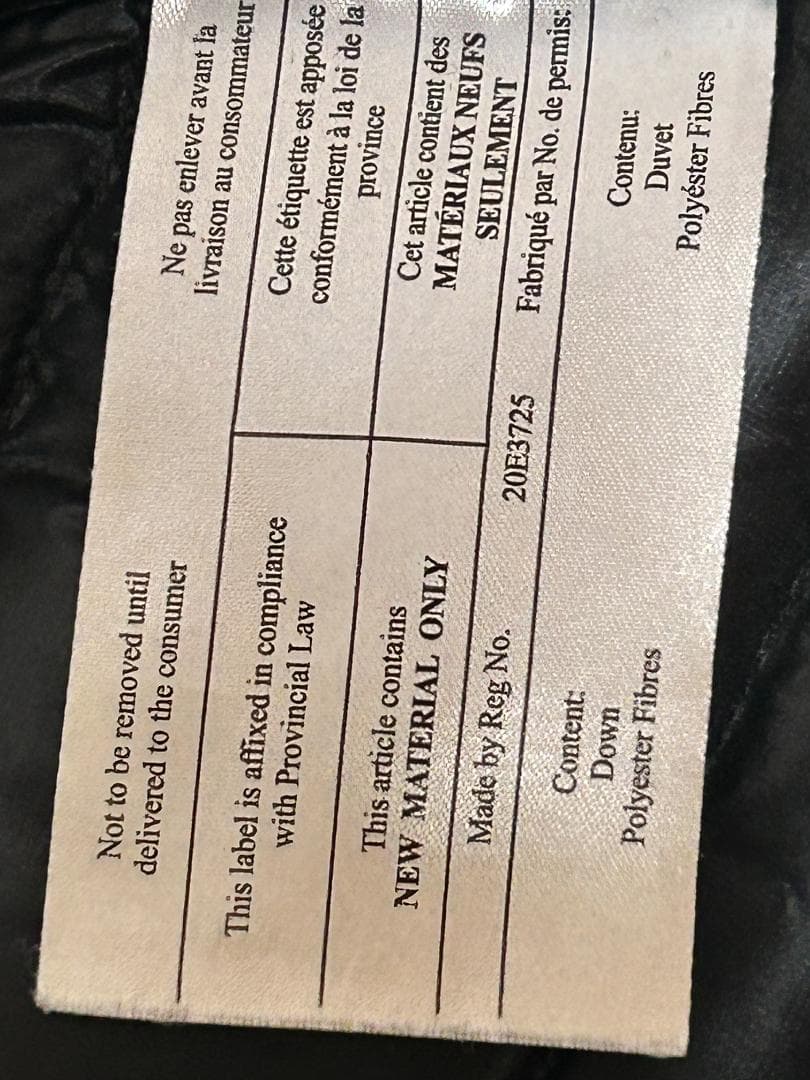 Not to be removed until
delivered to the consumer
Ne pas enlever avant la
livraison au consommateur
This label is affixed in compliance
with Provincial Law
Cette étiquette est apposée
conformément à la loi de la
province
This article contains
NEW MATERIAL ONLY
Cet article contient des
MATÉRIAUX NEUFS
SEULEMENT
Made by Reg No. 20E3725 Fabriqué par No. de permis:
Content:
Down
Polyester Fibres
Contenu:
Duvet
Polyéster Fibres